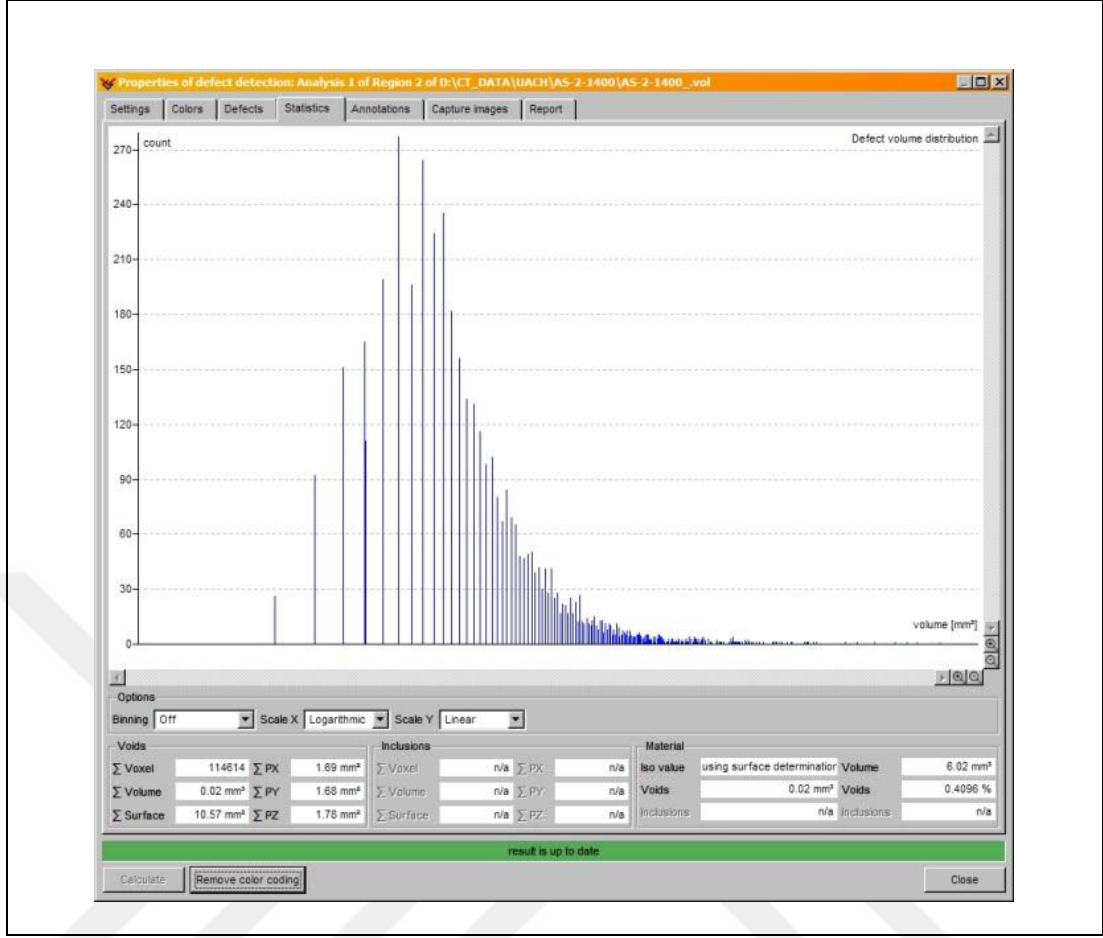 Properties of defect detection: Analysis 1 of Region 2 of D:\CT_DATA\UACH\AS-2-1400\AS-2-1400_.vol
Settings Colors Defects Statistics Annotations Capture images Report
count Defect volume distribution
270
240
210
180
150
120
90
60
30
volume [mm³]
0
Options
Binning Off Scale X Logarithmic Scale Y Linear
Voids Inclusions Material
∑ Voxel 114614 ∑ PX 1.69 mm² ∑ Voxel n/a ∑ PX n/a Iso value using surface determination Volume 6.02 mm³
∑ Volume 0.02 mm³ ∑ PY 1.68 mm² ∑ Volume n/a ∑ PY n/a Voids 0.02 mm³ Voids 0.4096 %
∑ Surface 10.57 mm² ∑ PZ 1.78 mm² ∑ Surface n/a ∑ PZ n/a Inclusions n/a Inclusions n/a
result is up to date
Calculate Remove color coding Close